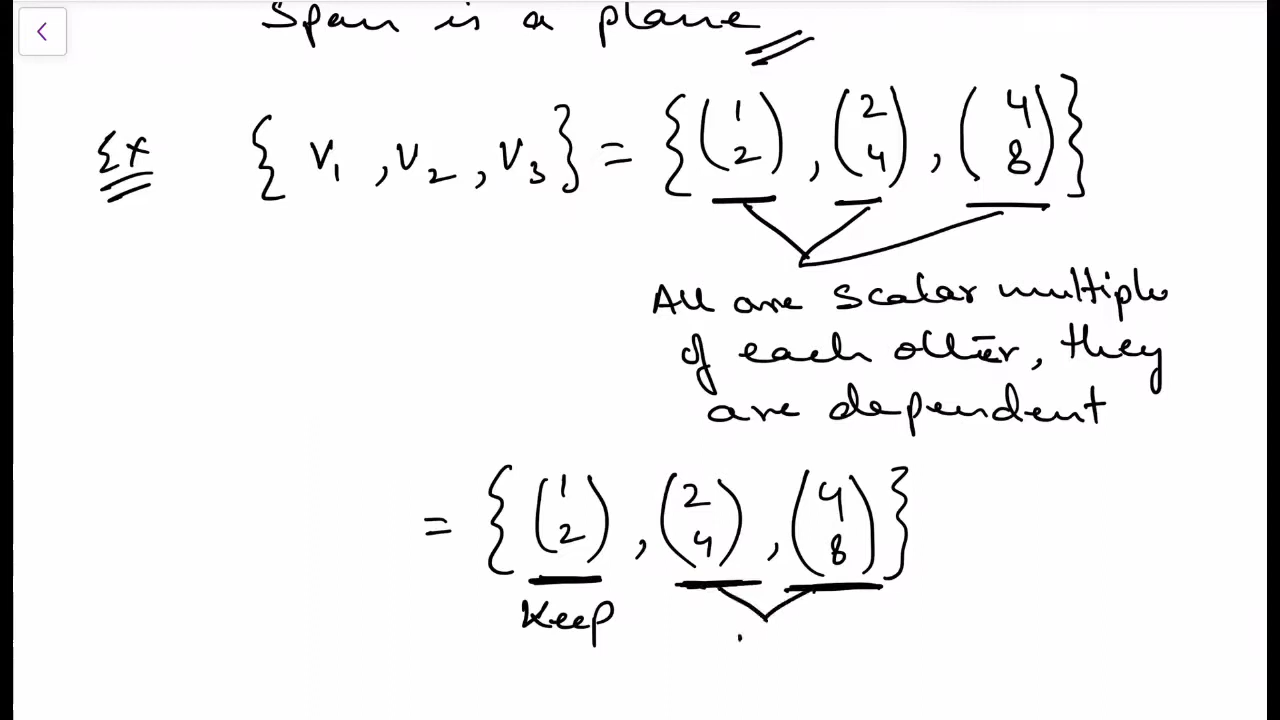 Span is a plane
Ex { v₁ , v₂ , v₃ } = { (1 2) , (2 4) , (4 8) }
All are scalar multiple
of each other, they
are dependent
= { (1 2) , (2 4) , (4 8) }
Keep